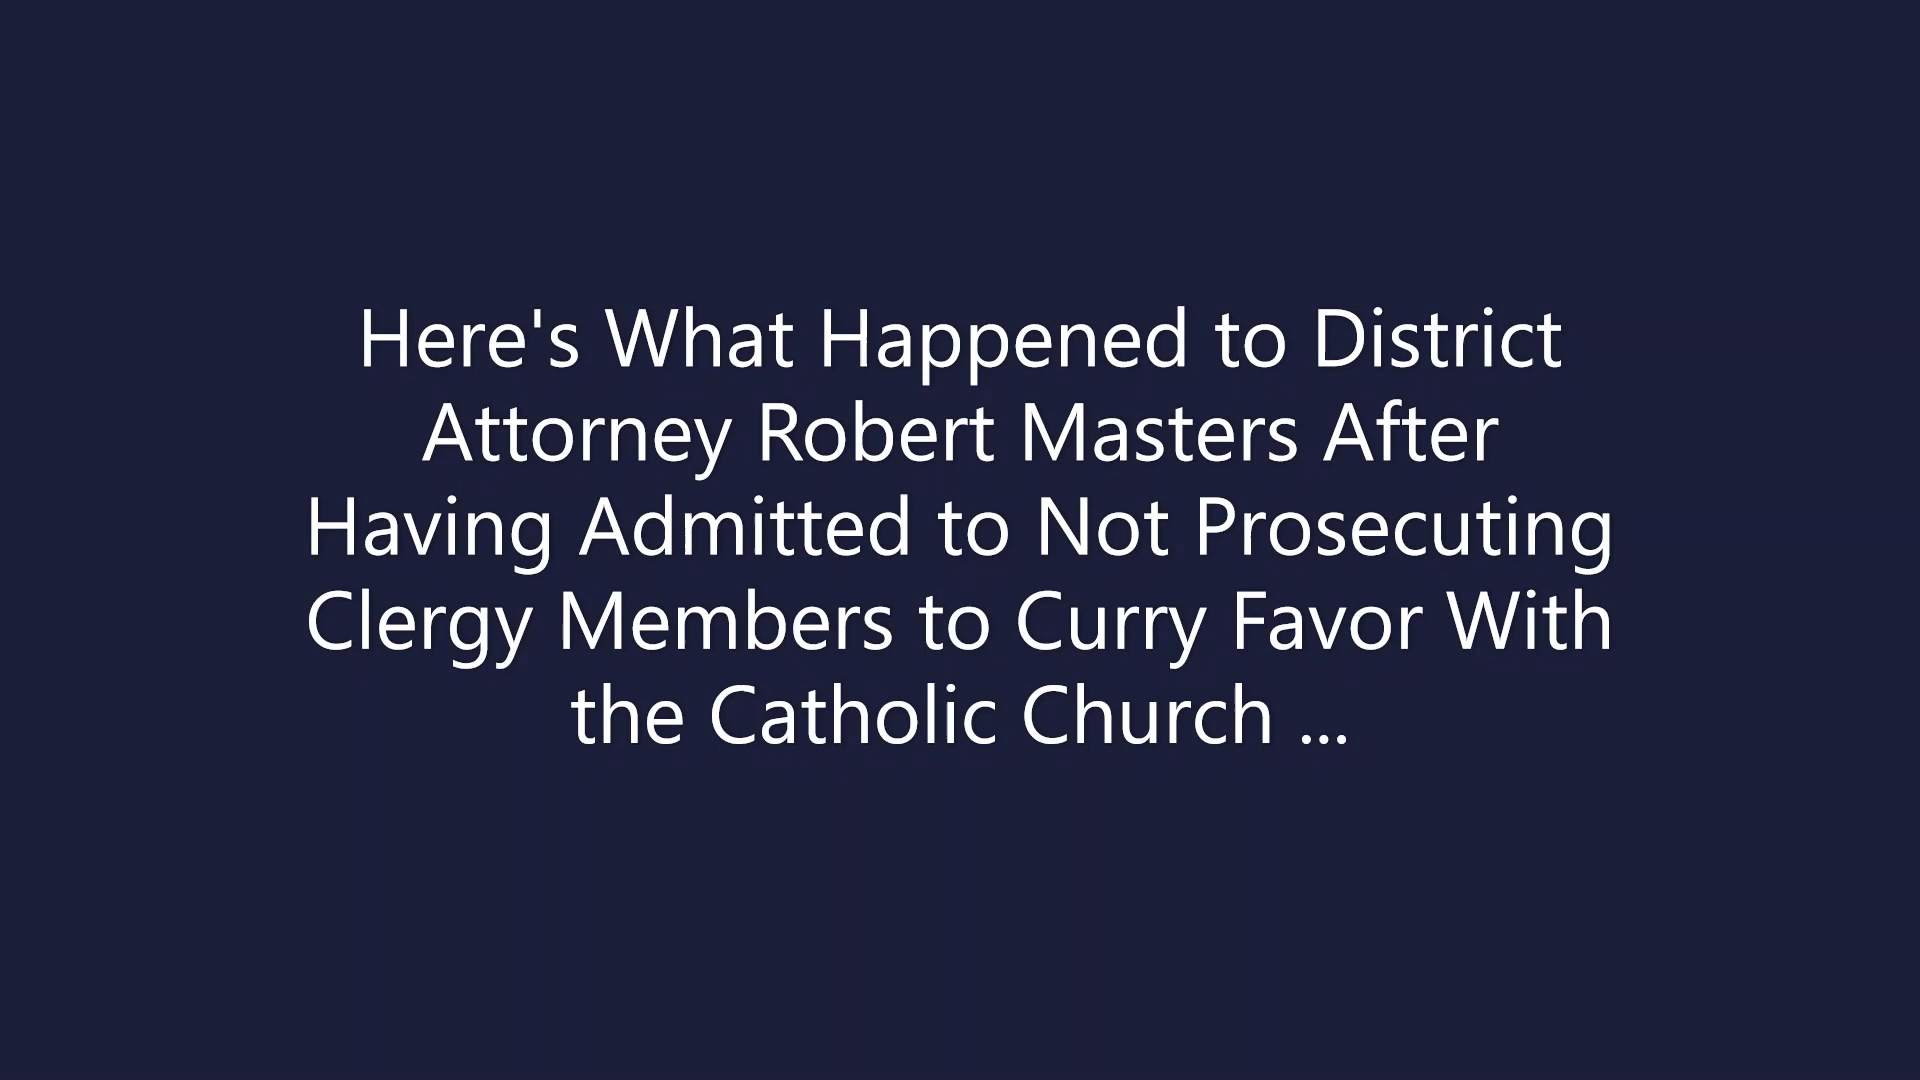 Here's What Happened to District
Attorney Robert Masters After
Having Admitted to Not Prosecuting
Clergy Members to Curry Favor With
the Catholic Church ...